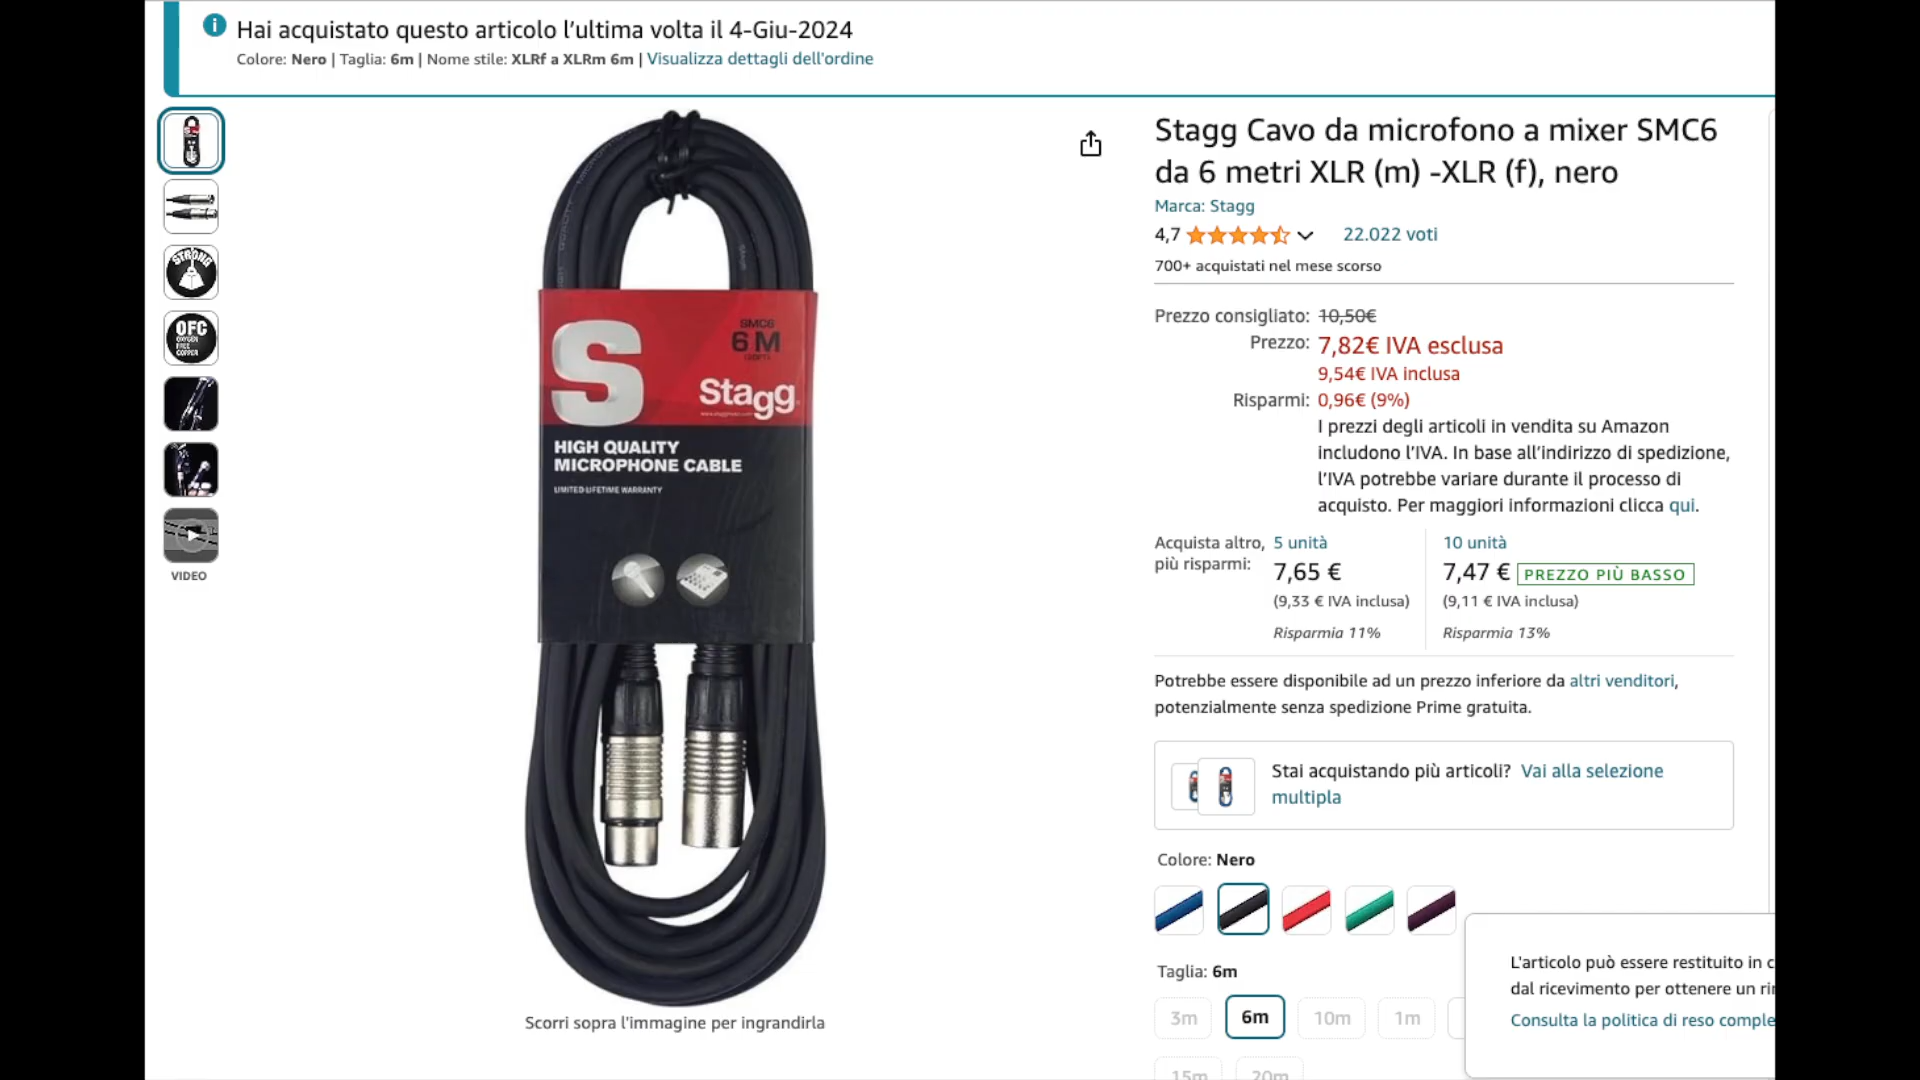 Hai acquistato questo articolo l'ultima volta il 4-Giu-2024
Colore: Nero | Taglia: 6m | Nome stile: XLRf a XLRm 6m | Visualizza dettagli dell'ordine
STRONG
OFC
OXYGEN
FREE
COPPER
VIDEO
SMC6
6 M
(20FT)
S
Stagg
HIGH QUALITY
MICROPHONE CABLE
LIMITED LIFETIME WARRANTY
Scorri sopra l'immagine per ingrandirla
Stagg Cavo da microfono a mixer SMC6
da 6 metri XLR (m) -XLR (f), nero
Marca: Stagg
4,7 22.022 voti
700+ acquistati nel mese scorso
Prezzo consigliato: 10,50€
Prezzo: 7,82€ IVA esclusa
9,54€ IVA inclusa
Risparmi: 0,96€ (9%)
I prezzi degli articoli in vendita su Amazon
includono l'IVA. In base all'indirizzo di spedizione,
l'IVA potrebbe variare durante il processo di
acquisto. Per maggiori informazioni clicca qui.
Acquista altro,
più risparmi:
5 unità
7,65 €
(9,33 € IVA inclusa)
Risparmia 11%
10 unità
7,47 € PREZZO PIÙ BASSO
(9,11 € IVA inclusa)
Risparmia 13%
Potrebbe essere disponibile ad un prezzo inferiore da altri venditori,
potenzialmente senza spedizione Prime gratuita.
Stai acquistando più articoli? Vai alla selezione
multipla
Colore: Nero
Taglia: 6m
3m 6m 10m 1m
15m 20m
L'articolo può essere restituito in c
dal ricevimento per ottenere un ri
Consulta la politica di reso comple